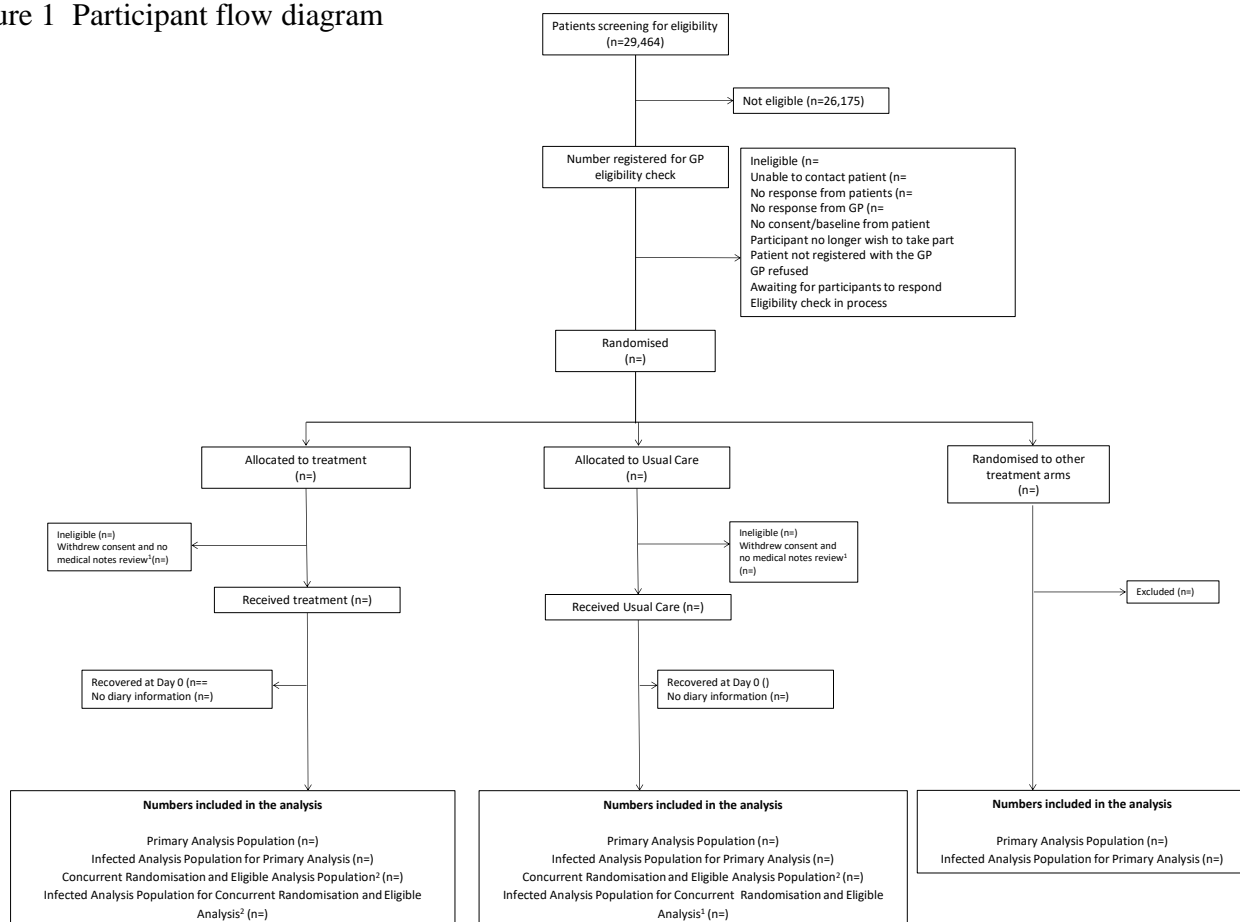 ure 1 Participant flow diagram
Patients screening for eligibility
(n=29,464)
Not eligible (n=26,175)
Number registered for GP
eligibility check
Ineligible (n=
Unable to contact patient (n=
No response from patients (n=
No response from GP (n=
No consent/baseline from patient
Participant no longer wish to take part
Patient not registered with the GP
GP refused
Awaiting for participants to respond
Eligibility check in process
Randomised
(n=)
Allocated to treatment
(n=)
Allocated to Usual Care
(n=)
Randomised to other
treatment arms
(n=)
Ineligible (n=)
Withdrew consent and no
medical notes review¹(n=)
Ineligible (n=)
Withdrew consent and
no medical notes review¹
(n=)
Received treatment (n=)
Received Usual Care (n=)
Excluded (n=)
Recovered at Day 0 (n==
No diary information (n=)
Recovered at Day 0 ()
No diary information (n=)
Numbers included in the analysis
Primary Analysis Population (n=)
Infected Analysis Population for Primary Analysis (n=)
Concurrent Randomisation and Eligible Analysis Population² (n=)
Infected Analysis Population for Concurrent Randomisation and Eligible
Analysis² (n=)
Numbers included in the analysis
Primary Analysis Population (n=)
Infected Analysis Population for Primary Analysis (n=)
Concurrent Randomisation and Eligible Analysis Population² (n=)
Infected Analysis Population for Concurrent Randomisation and Eligible
Analysis¹ (n=)
Numbers included in the analysis
Primary Analysis Population (n=)
Infected Analysis Population for Primary Analysis (n=)